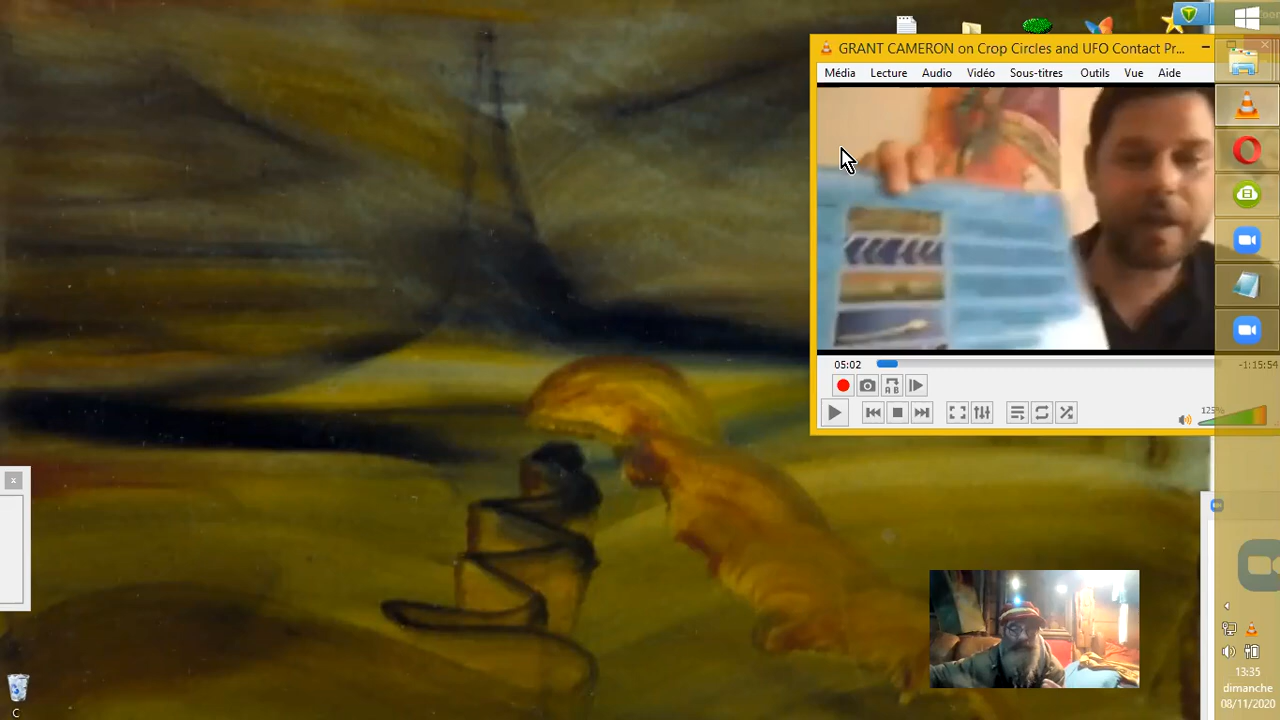 GRANT CAMERON on Crop Circles and UFO Contact Pr...
Média Lecture Audio Vidéo Sous-titres Outils Vue Aide
05:02
-1:15:54
A B
125%
C
13:35
dimanche
08/11/2020